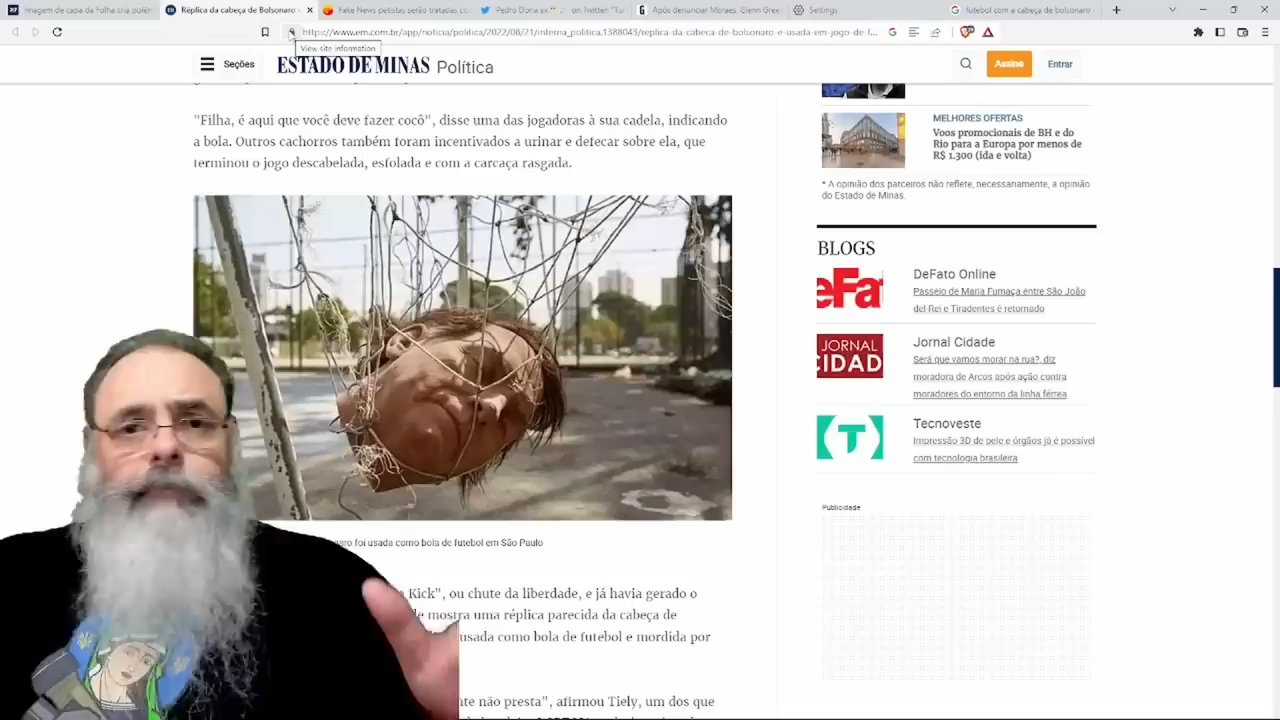 Imagem de capa da Folha cria polêm
Réplica da cabeça de Bolsonaro
Fake News petistas serão tratadas co
Após denunciar Moraes, Glenn Gree
Settings
futebol com a cabeça de bolsonaro -
https://www.em.com.br/app/noticia/politica/2022/08/21/interna_politica,1388043/replica-da-cabeca-de-bolsonaro-e-usada-em-jogo-de-f...
View site information
Seções
ESTADO DE MINAS Política
Assine
Entrar
"Filha, é aqui que você deve fazer cocô", disse uma das jogadoras à sua cadela, indicando
a bola. Outros cachorros também foram incentivados a urinar e defecar sobre ela, que
terminou o jogo descabelada, esfolada e com a carcaça rasgada.
aro foi usada como bola de futebol em São Paulo
Kick", ou chute da liberdade, e já havia gerado o
mostra uma réplica parecida da cabeça de
usada como bola de futebol e mordida por
te não presta", afirmou Tiely, um dos que
MELHORES OFERTAS
Voos promocionais de BH e do
Rio para a Europa por menos de
R$ 1.300 (ida e volta)
* A opinião dos parceiros não reflete, necessariamente, a opinião
do Estado de Minas.
BLOGS
eFa
DeFato Online
Passeio de Maria Fumaça entre São João
del Rei e Tiradentes é retomado
JORNAL
CIDAD
Jornal Cidade
Será que vamos morar na rua?, diz
moradora de Arcos após ação contra
moradores do entorno da linha férrea
T
Tecnoveste
Impressão 3D de pele e órgãos já é possível
com tecnologia brasileira
Publicidade